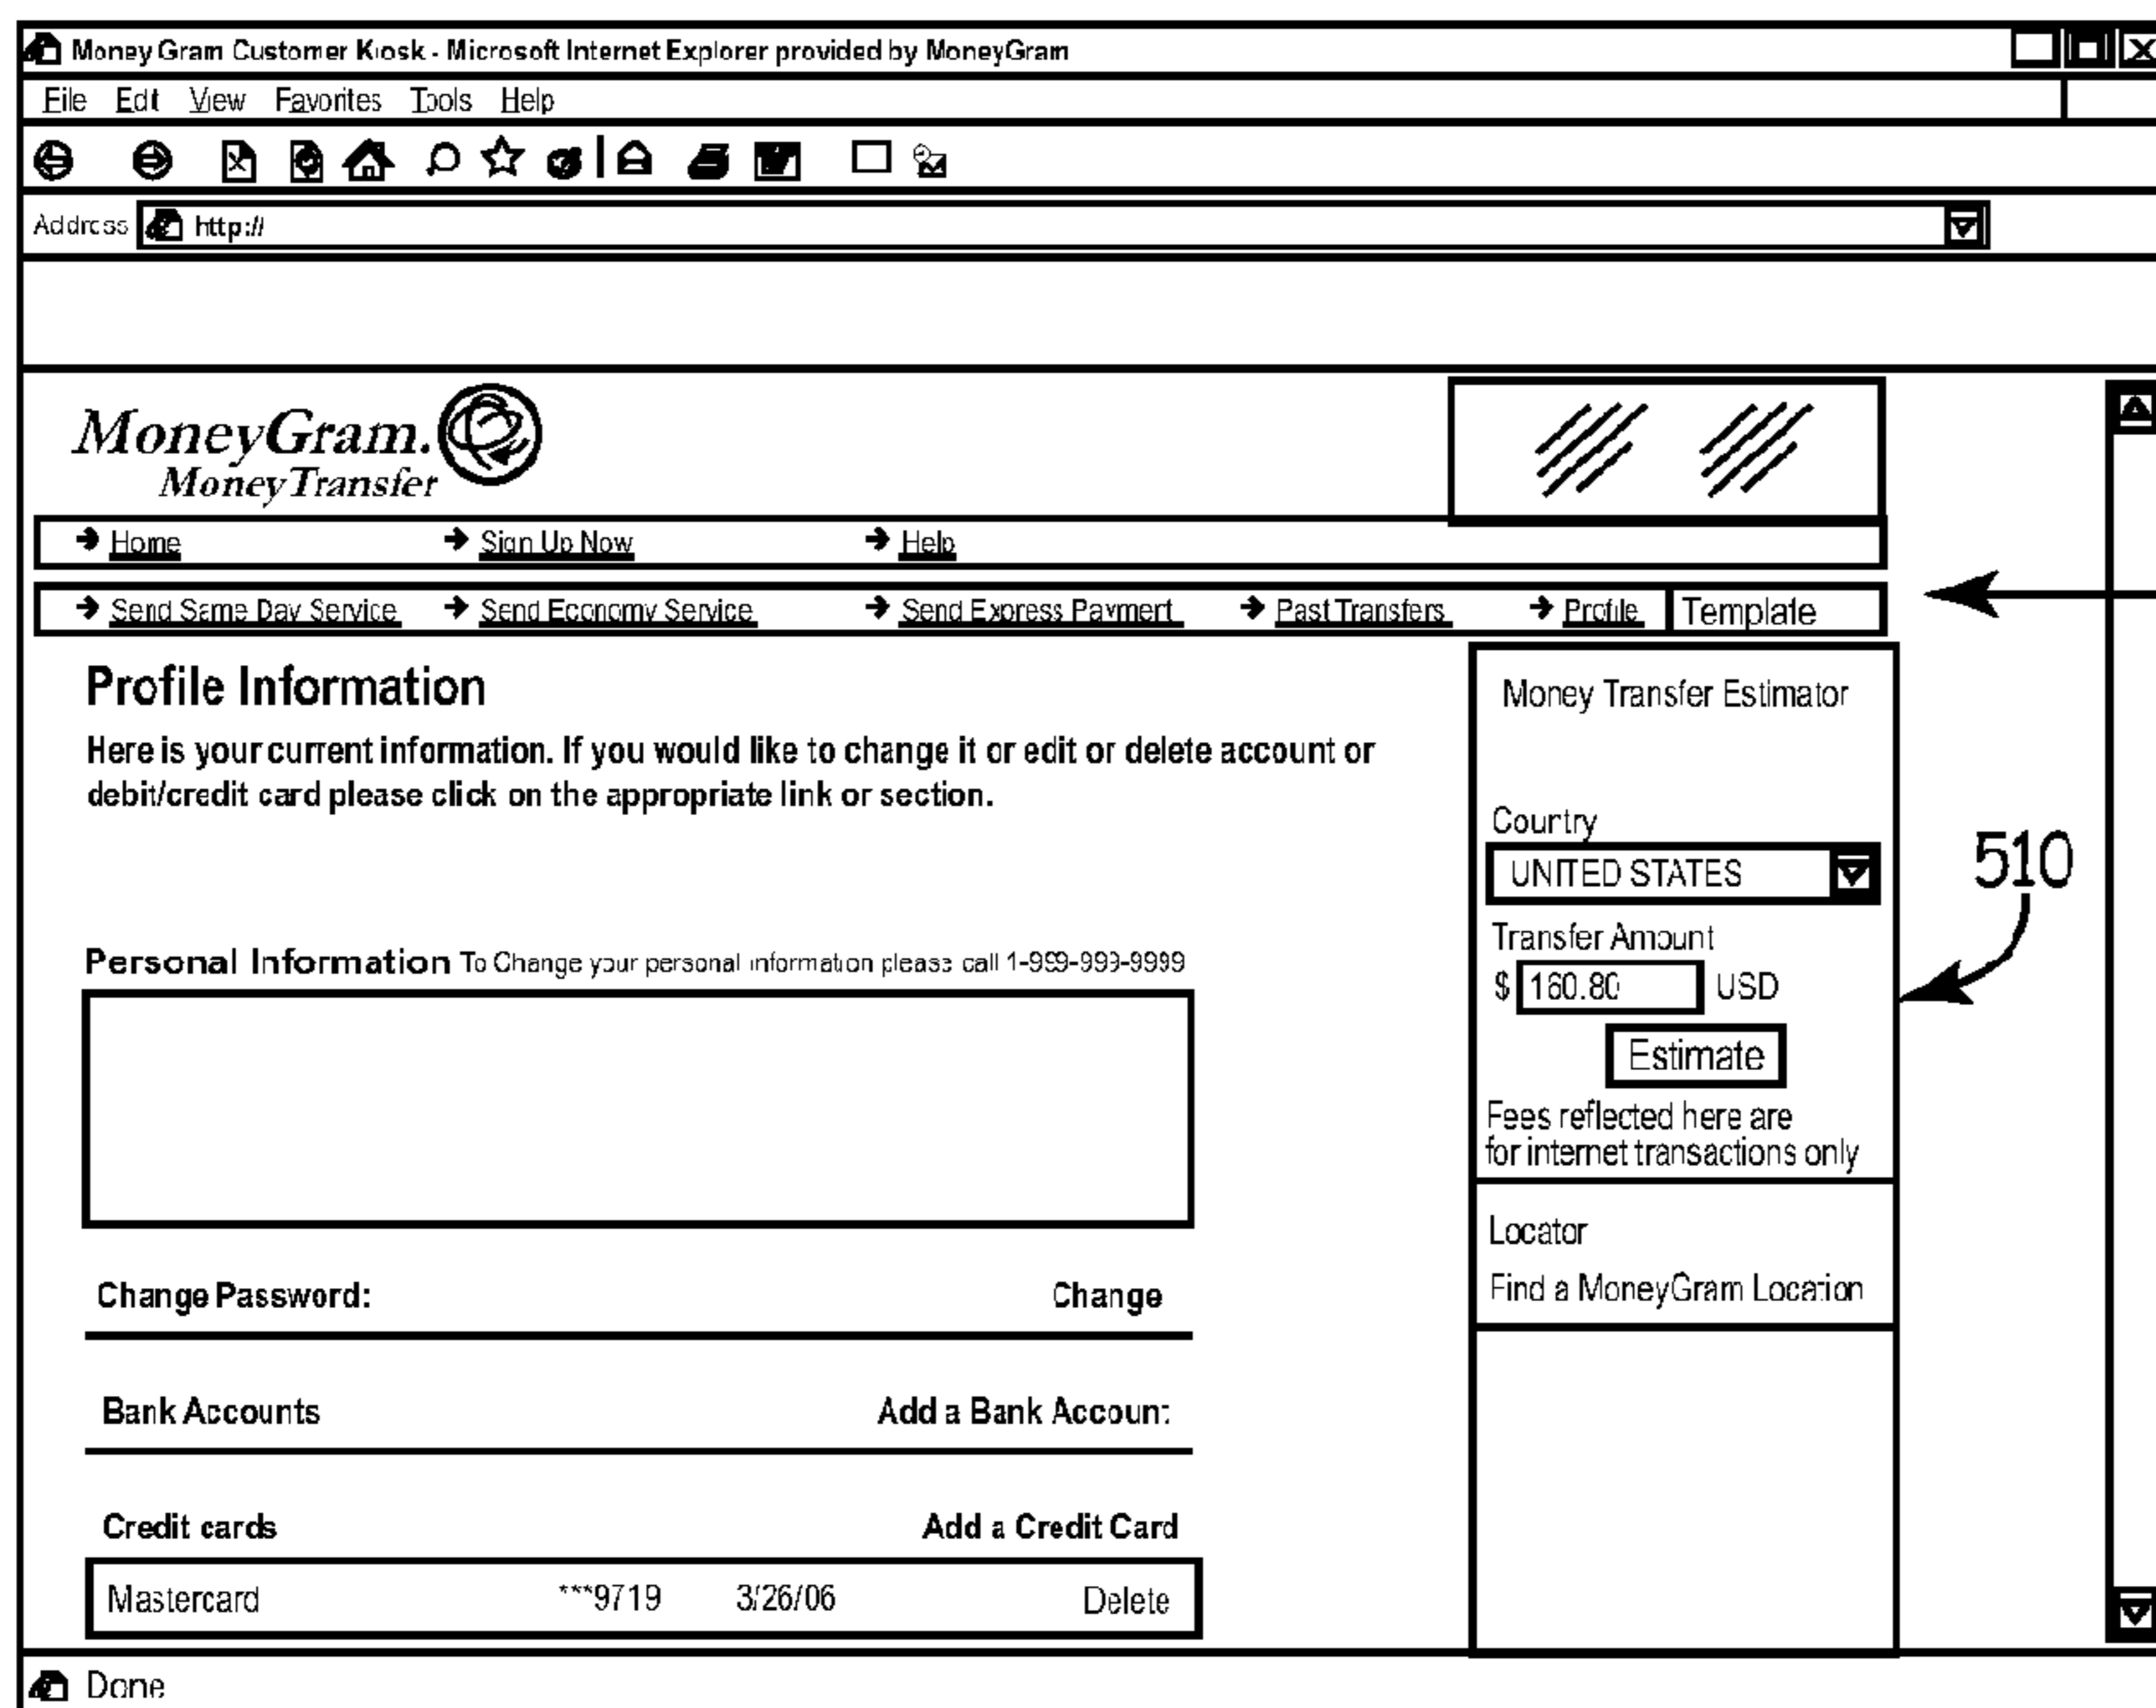 Money Gram Customer Kiosk - Microsoft Internet Explorer provided by MoneyGram
File Edit View Favorites Tools Help
Address http://
MoneyGram.
MoneyTransfer
Home Sign Up Now Help
Send Same Day Service Send Economy Service Send Express Payment Past Transfers Profile Template
Profile Information
Here is your current information. If you would like to change it or edit or delete account or
debit/credit card please click on the appropriate link or section.
Personal Information To Change your personal information please call 1-999-999-9999
Change Password: Change
Bank Accounts Add a Bank Account
Credit cards Add a Credit Card
Mastercard ***9719 3/26/06 Delete
Money Transfer Estimator
Country
UNITED STATES
Transfer Amount
$ 160.80 USD
Estimate
Fees reflected here are
for internet transactions only
Locator
Find a MoneyGram Location
510
Done